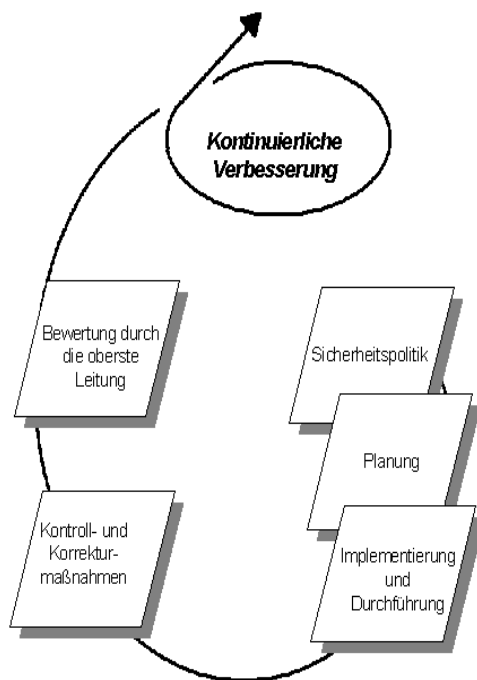 Kontinuierliche
Verbesserung
Bewertung durch
die oberste
Leitung
Sicherheitspolitik
Planung
Kontroll- und
Korrektur-
maßnahmen
Implementierung
und
Durchführung